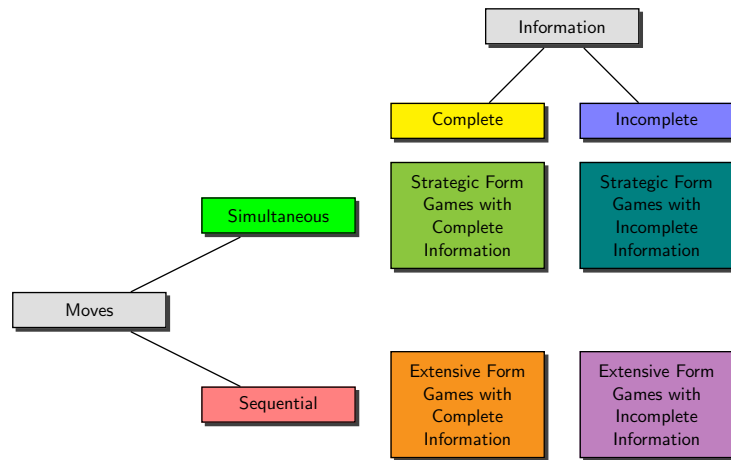 Information
Complete
Incomplete
Simultaneous
Strategic Form
Games with
Complete
Information
Strategic Form
Games with
Incomplete
Information
Moves
Sequential
Extensive Form
Games with
Complete
Information
Extensive Form
Games with
Incomplete
Information